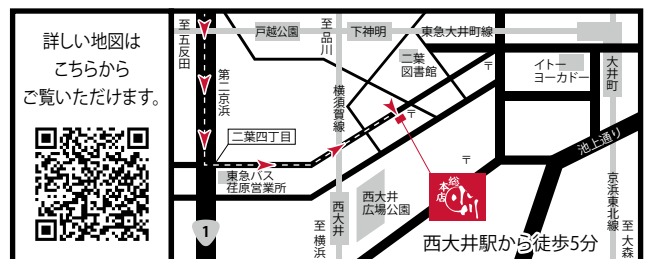 詳しい地図は
こちらから
ご覧いただけます。
至五反田
第二京浜
戸越公園
至品川
横須賀線
下神明
東急大井町線
二葉
図書館
〒
イトー
ヨーカドー
大井町
二葉四丁目
〒
池上通り
東急バス
荏原営業所
〒
1
西大井
至横浜
西大井
広場公園
総本店
小川
京浜東北線
至大森
西大井駅から徒歩5分